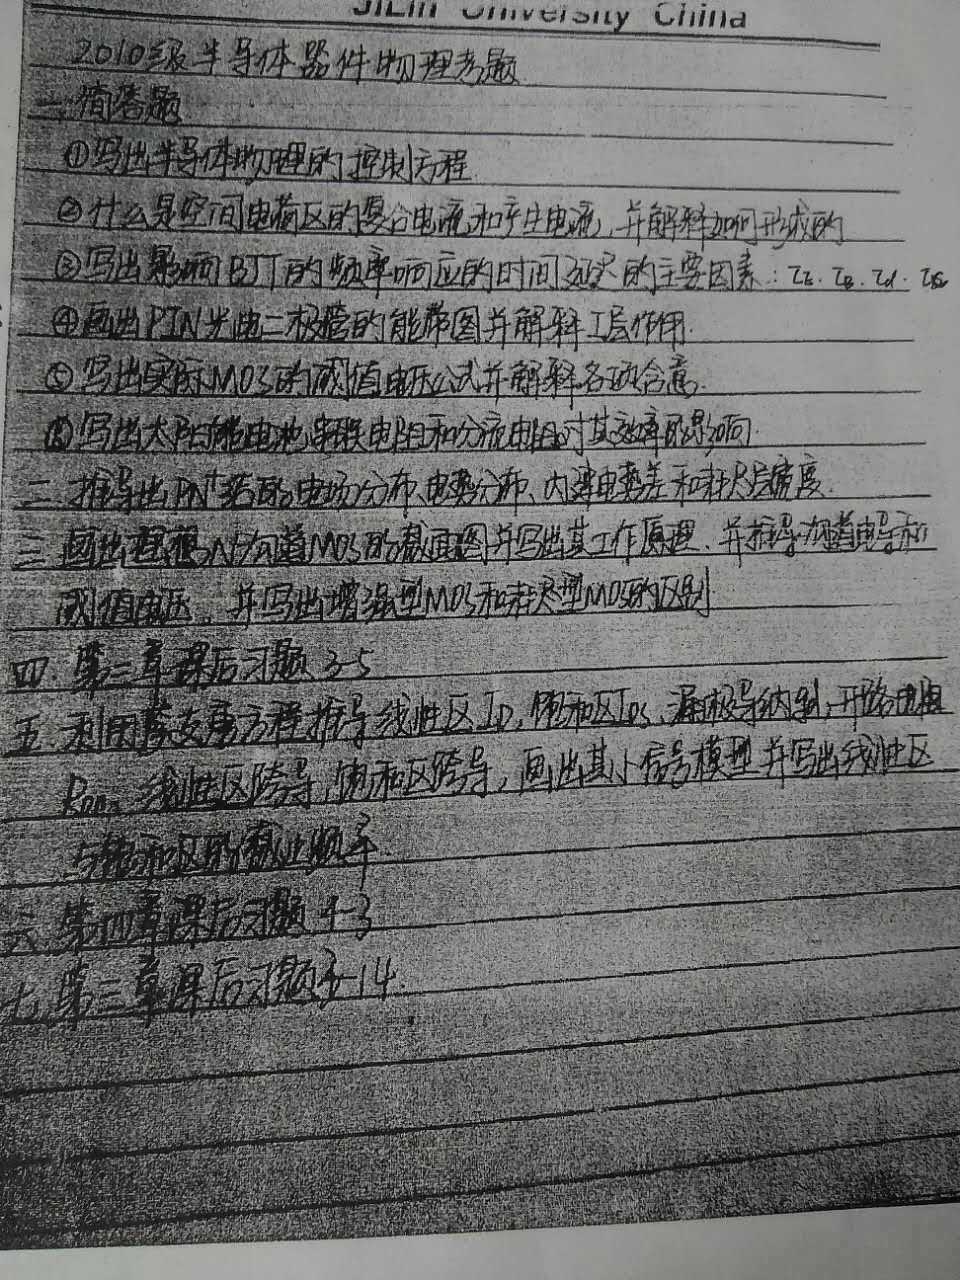 JiLin University China
2010级半导体器件物理考题
一.简答题
①写出半导体物理的控制方程
②什么是空间电荷区的复合电流和产生电流,并解释如何形成的
③写出影响BJT的频率响应的时间延迟的主要因素:τE.τB.τd.τc
④画出PIN光电二极管的能带图并解释I层作用.
⑤写出实际MOS的阈值电压公式并解释各项含意.
⑥写出太阳能电池串联电阻和分流电阻对其效率的影响.
二.推导出PN⁺结的电场分布、电势分布、内建电势差和耗尽层宽度.
三.画出理想N沟道MOS的截面图并写出其工作原理.并推导沟道电导和
阈值电压.并写出增强型MOS和耗尽型MOS的区别
四.第三章课后习题3-5
五.利用萨支唐方程推导线性区ID,饱和区IDS,漏极导纳gd,开路电阻
Ron、线性区跨导,饱和区跨导,画出其小信号模型并写出线性区
与饱和区的截止频率.
六.第四章课后习题4-3
七.第三章课后习题3-14.